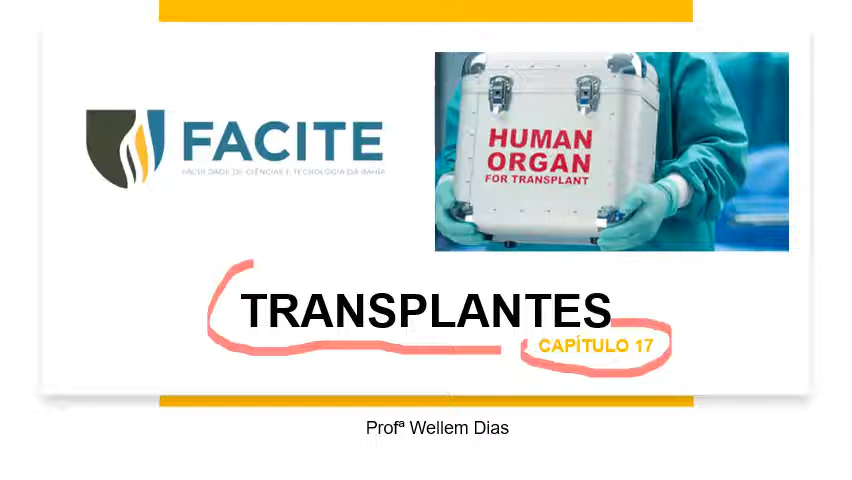 FACITE
FACULDADE DE CIÊNCIAS E TECNOLOGIA DA BAHIA
HUMAN
ORGAN
FOR TRANSPLANT
TRANSPLANTES
CAPÍTULO 17
Profª Wellem Dias